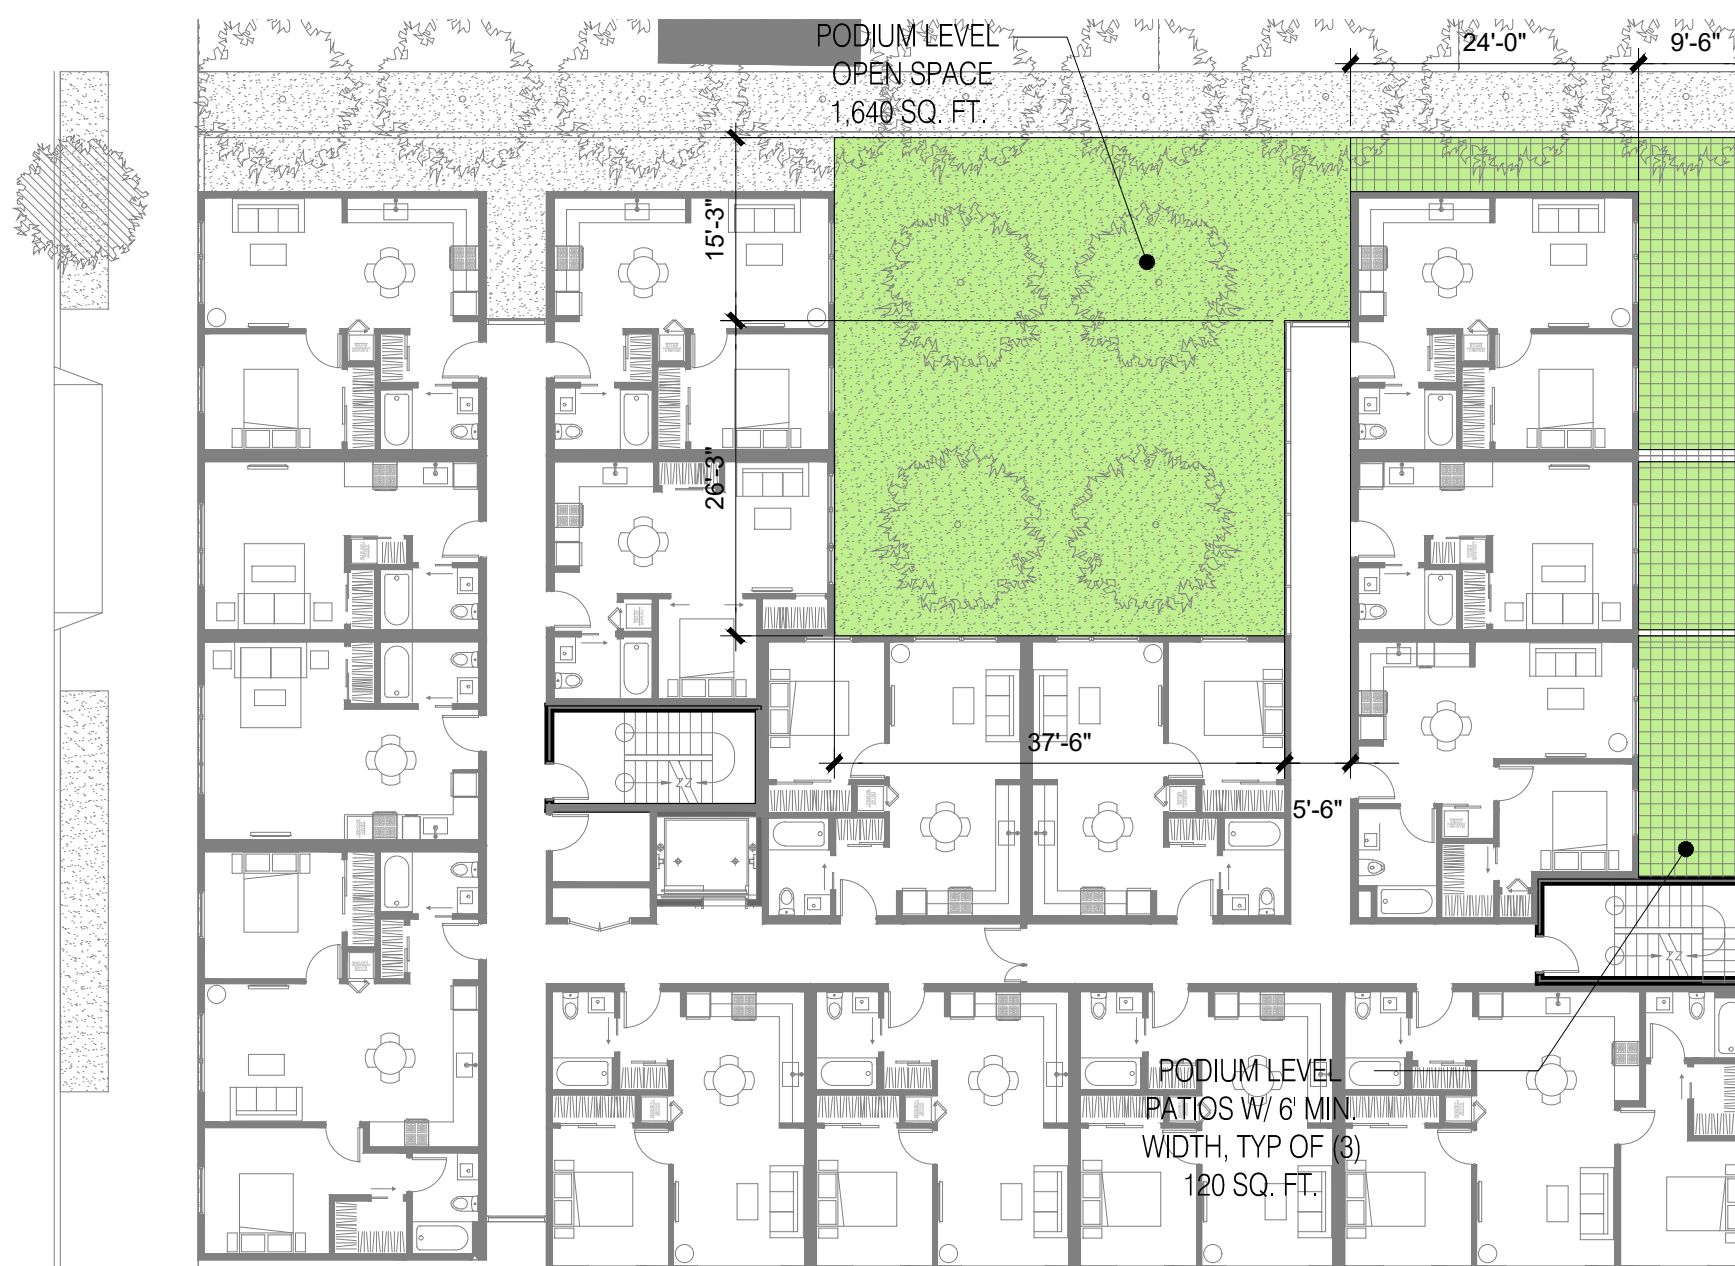 PODIUM LEVEL
OPEN SPACE
1,640 SQ. FT.
24'-0"
9'-6"
15'-3"
26'-3"
37'-6"
5'-6"
PODIUM LEVEL
PATIOS W/ 6' MIN.
WIDTH, TYP OF (3)
120 SQ. FT.